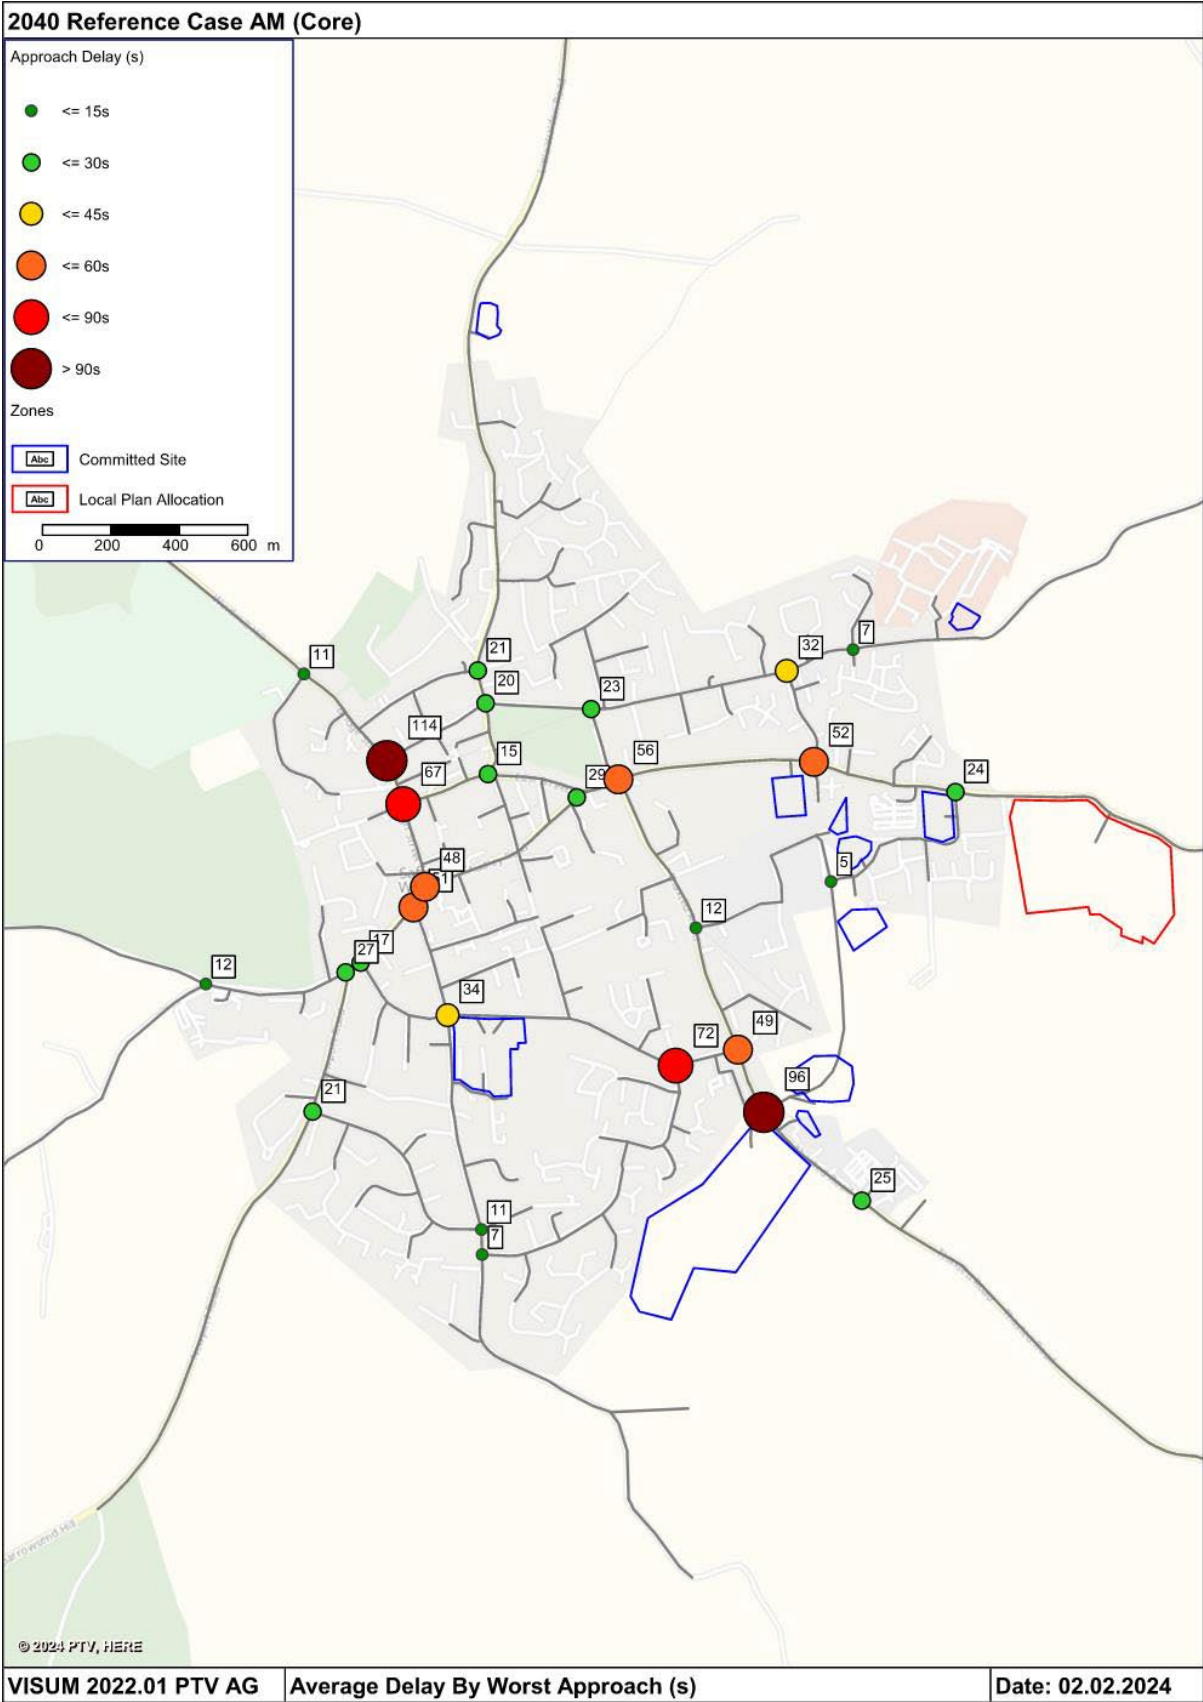 2040 Reference Case AM (Core)
Approach Delay (s)
<= 15s
<= 30s
<= 45s
<= 60s
<= 90s
> 90s
Zones
Abc Committed Site
Abc Local Plan Allocation
0 200 400 600 m
7
32
21
11
20
23
114
52
56
15
67
29
24
48
51
5
12
17
27
12
34
49
72
96
21
25
11
7
© 2024 PTV, HERE
VISUM 2022.01 PTV AG
Average Delay By Worst Approach (s)
Date: 02.02.2024